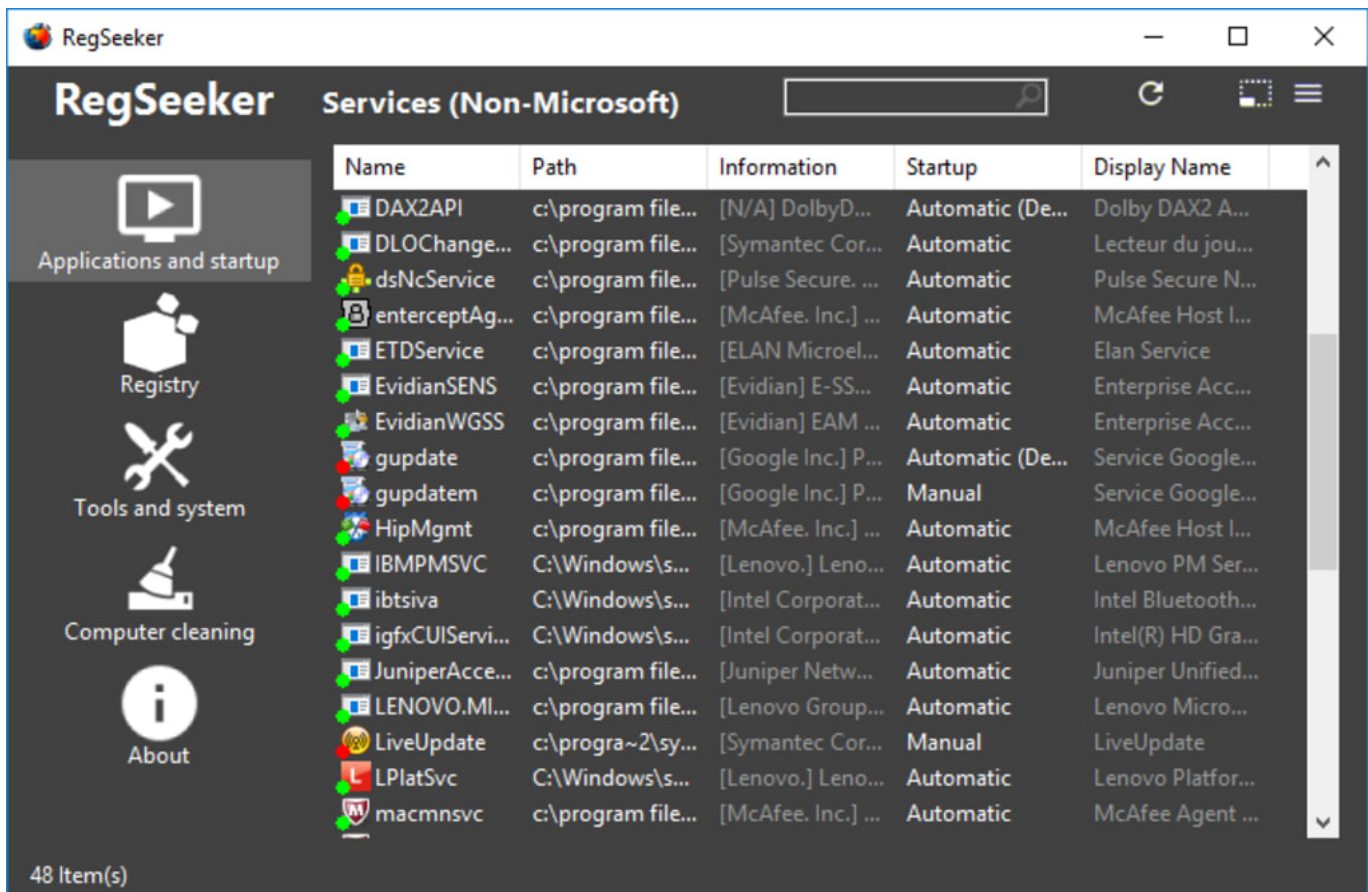 RegSeeker
RegSeeker Services (Non-Microsoft)
Applications and startup
Registry
Tools and system
Computer cleaning
About
Name Path Information Startup Display Name
DAX2API c:\program file... [N/A] DolbyD... Automatic (De... Dolby DAX2 A...
DLOChange... c:\program file... [Symantec Cor... Automatic Lecteur du jou...
dsNcService c:\program file... [Pulse Secure. ... Automatic Pulse Secure N...
enterceptAg... c:\program file... [McAfee. Inc.] ... Automatic McAfee Host I...
ETDService c:\program file... [ELAN Microel... Automatic Elan Service
EvidianSENS c:\program file... [Evidian] E-SS... Automatic Enterprise Acc...
EvidianWGSS c:\program file... [Evidian] EAM ... Automatic Enterprise Acc...
gupdate c:\program file... [Google Inc.] P... Automatic (De... Service Google...
gupdatem c:\program file... [Google Inc.] P... Manual Service Google...
HipMgmt c:\program file... [McAfee. Inc.] ... Automatic McAfee Host I...
IBMPMSVC C:\Windows\s... [Lenovo.] Leno... Automatic Lenovo PM Ser...
ibtsiva C:\Windows\s... [Intel Corporat... Automatic Intel Bluetooth...
igfxCUIServi... C:\Windows\s... [Intel Corporat... Automatic Intel(R) HD Gra...
JuniperAcce... c:\program file... [Juniper Netw... Automatic Juniper Unified...
LENOVO.MI... c:\program file... [Lenovo Group... Automatic Lenovo Micro...
LiveUpdate c:\progra~2\sy... [Symantec Cor... Manual LiveUpdate
LPlatSvc C:\Windows\s... [Lenovo.] Leno... Automatic Lenovo Platfor...
macmnsvc c:\program file... [McAfee. Inc.] ... Automatic McAfee Agent ...
48 Item(s)